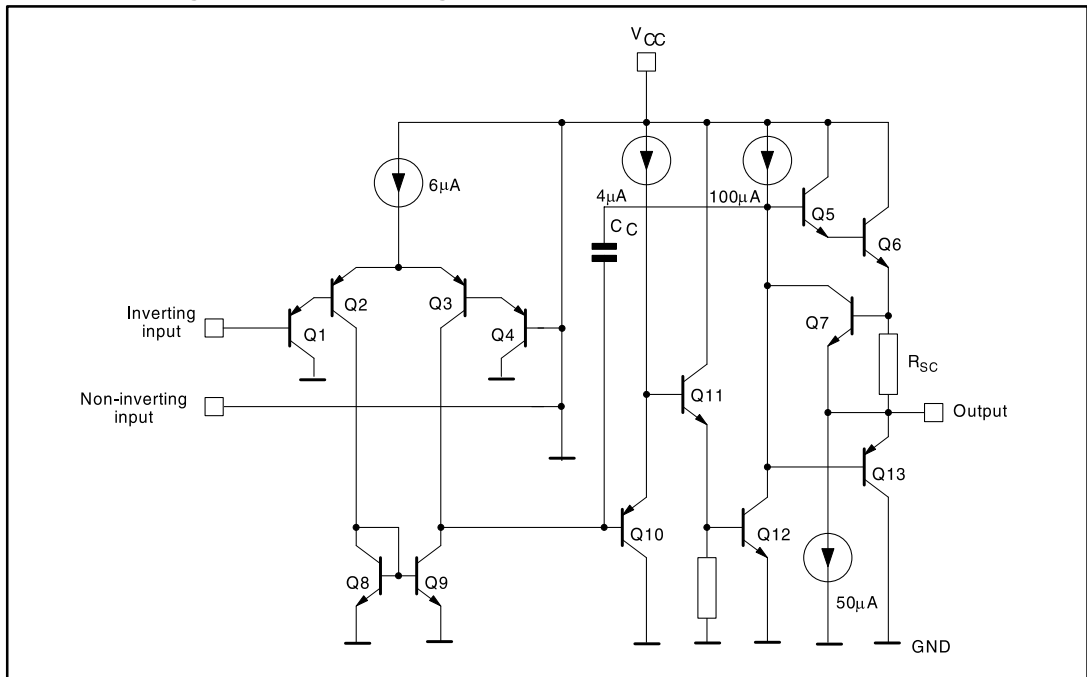 VCC
6µA
4µA
100µA
CC
Q5
Q6
Inverting
input
Q2
Q3
Q1
Q4
Q7
RSC
Non-inverting
input
Q11
Output
Q13
Q10
Q12
Q8
Q9
50µA
GND